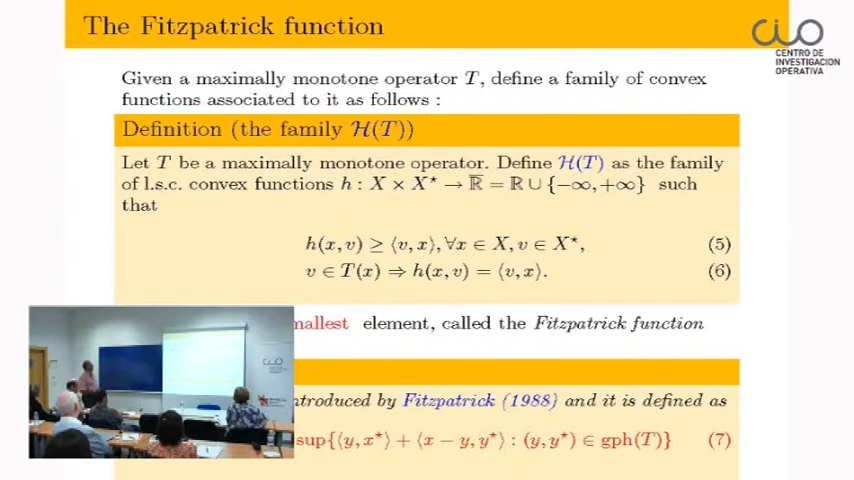 The Fitzpatrick function
CIO
CENTRO DE
INVESTIGACION
OPERATIVA
Given a maximally monotone operator T, define a family of convex
functions associated to it as follows :
Definition (the family ℋ(T))
Let T be a maximally monotone operator. Define ℋ(T) as the family
of l.s.c. convex functions h : X × X⋆ → ℝ̅ = ℝ ∪ {−∞, +∞} such
that
h(x, v) ≥ ⟨v, x⟩, ∀x ∈ X, v ∈ X⋆, (5)
v ∈ T(x) ⇒ h(x, v) = ⟨v, x⟩. (6)
mallest element, called the Fitzpatrick function
ntroduced by Fitzpatrick (1988) and it is defined as
sup{⟨y, x⋆⟩ + ⟨x − y, y⋆⟩ : (y, y⋆) ∈ gph(T)} (7)